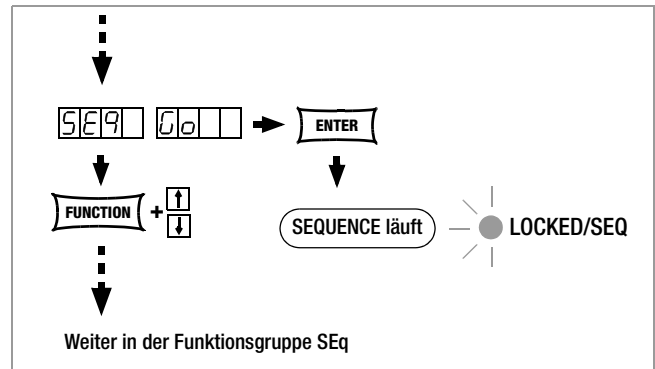 SEq Go
ENTER
FUNCTION +
SEQUENCE läuft
LOCKED/SEQ
Weiter in der Funktionsgruppe SEq